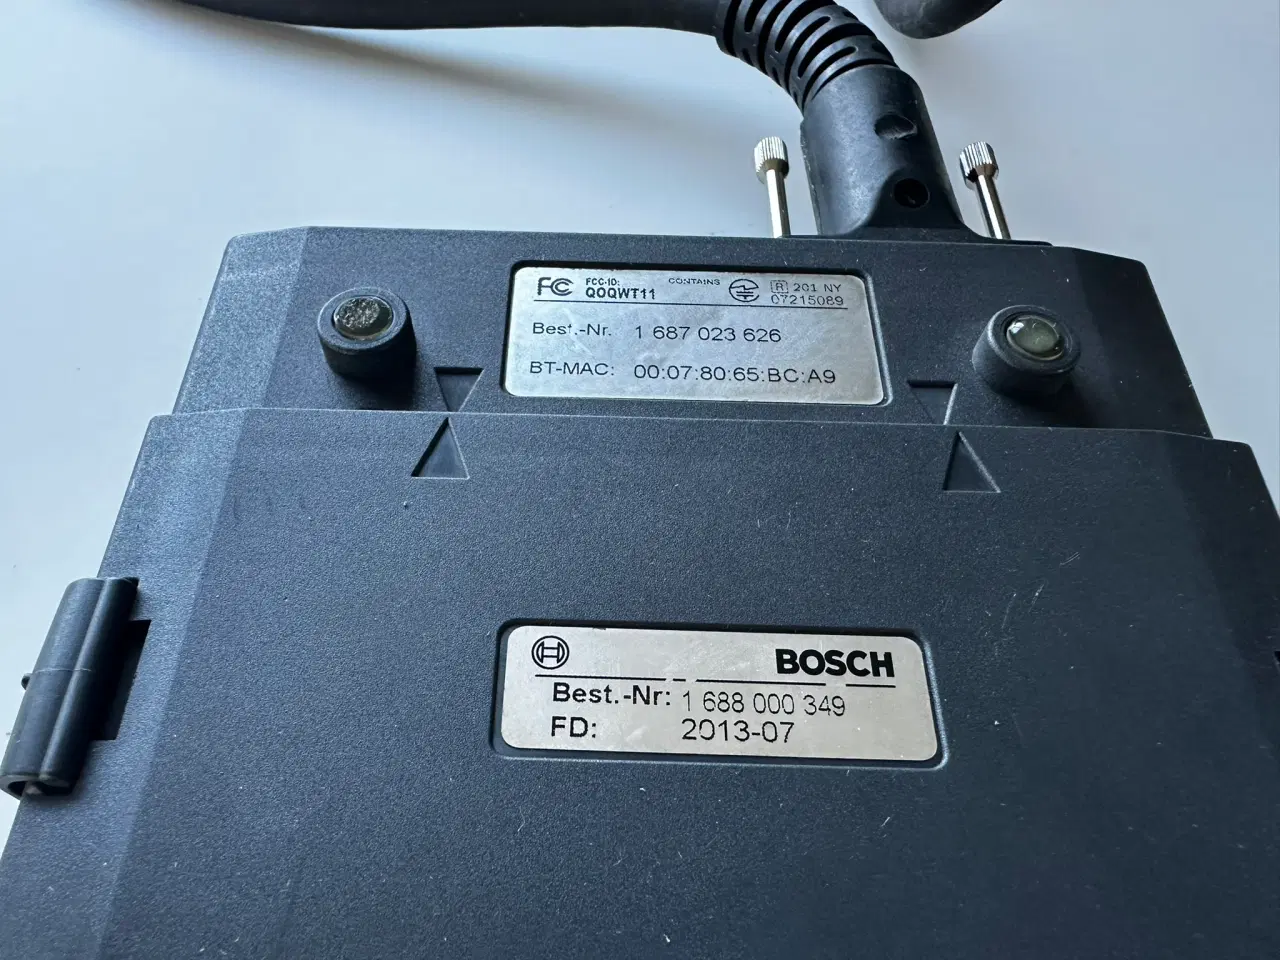 FC FCC-ID: CONTAINS R 201 NY
QOQWT11 07215089
Best.-Nr. 1 687 023 626
BT-MAC: 00:07:80:65:BC:A9
BOSCH
Best.-Nr: 1 688 000 349
FD: 2013-07